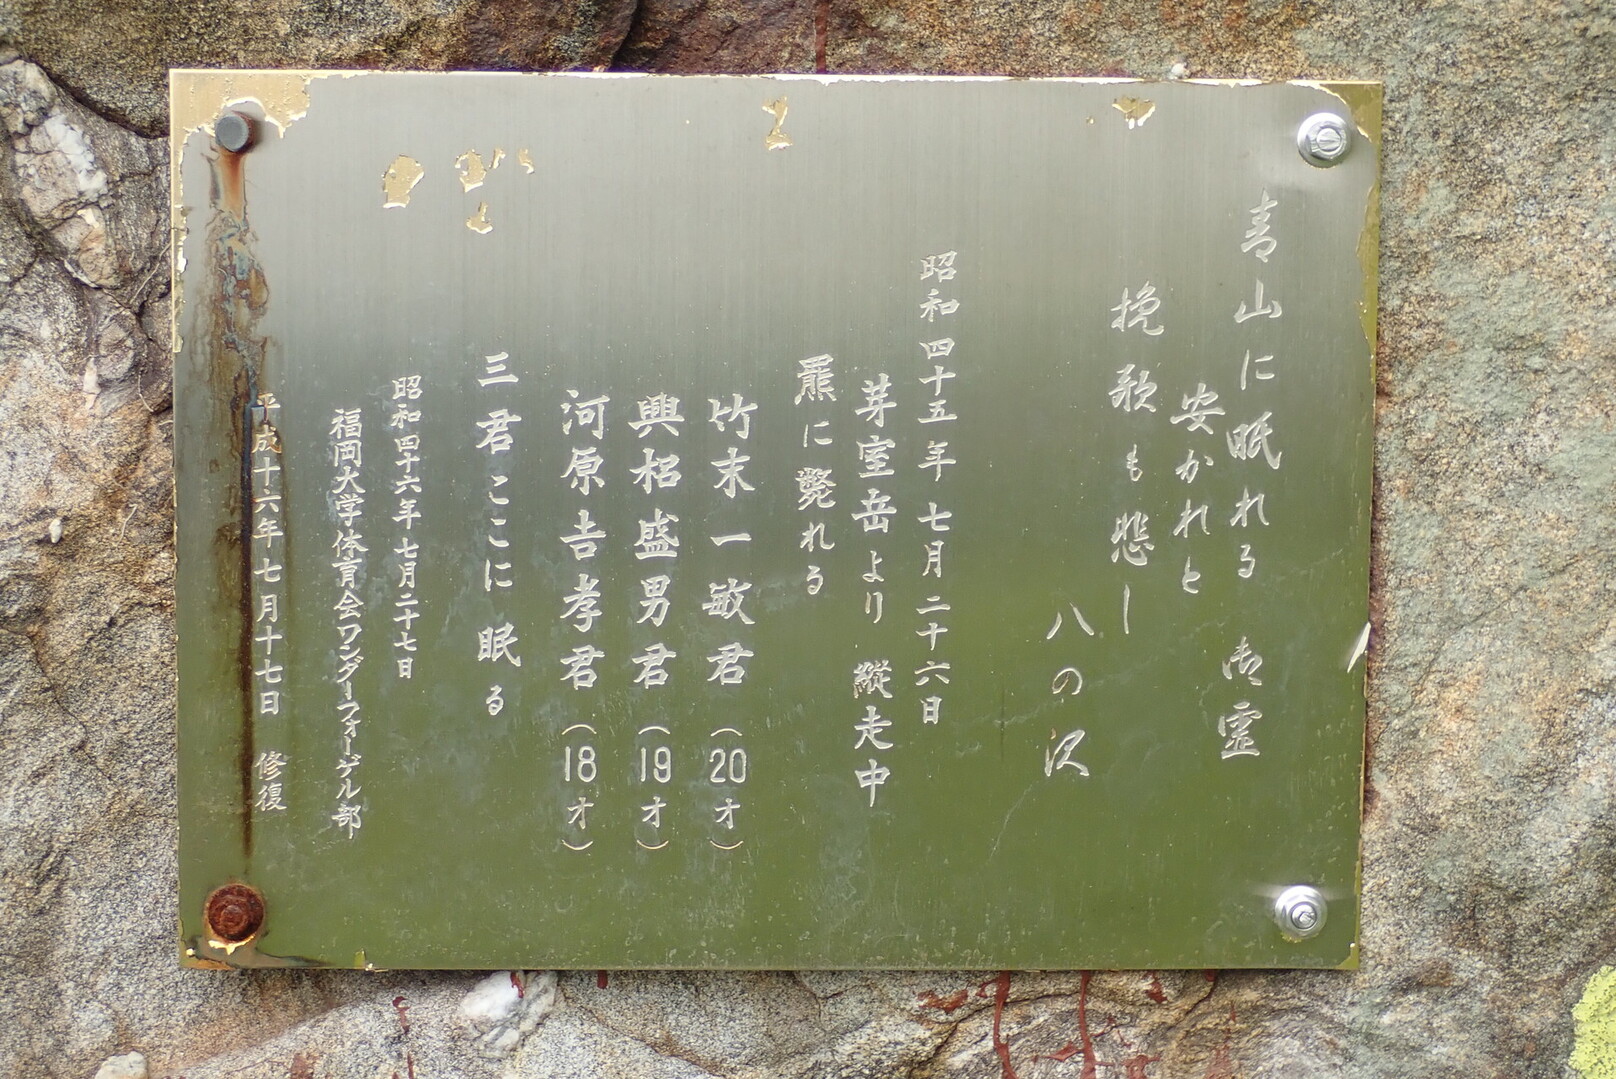 青山に眠れる 御霊
安かれと
挽歌も悲し
八の沢
昭和四十五年 七月 二十六日
芽室岳より 縦走中
羆に斃れる
竹末一敏君(20才)
興梠盛男君(19才)
河原吉孝君(18才)
三君 ここに 眠る
昭和四十六年 七月二十七日
福岡大学体育会ワンダーフォーゲル部
平成十六年七月十七日 修復